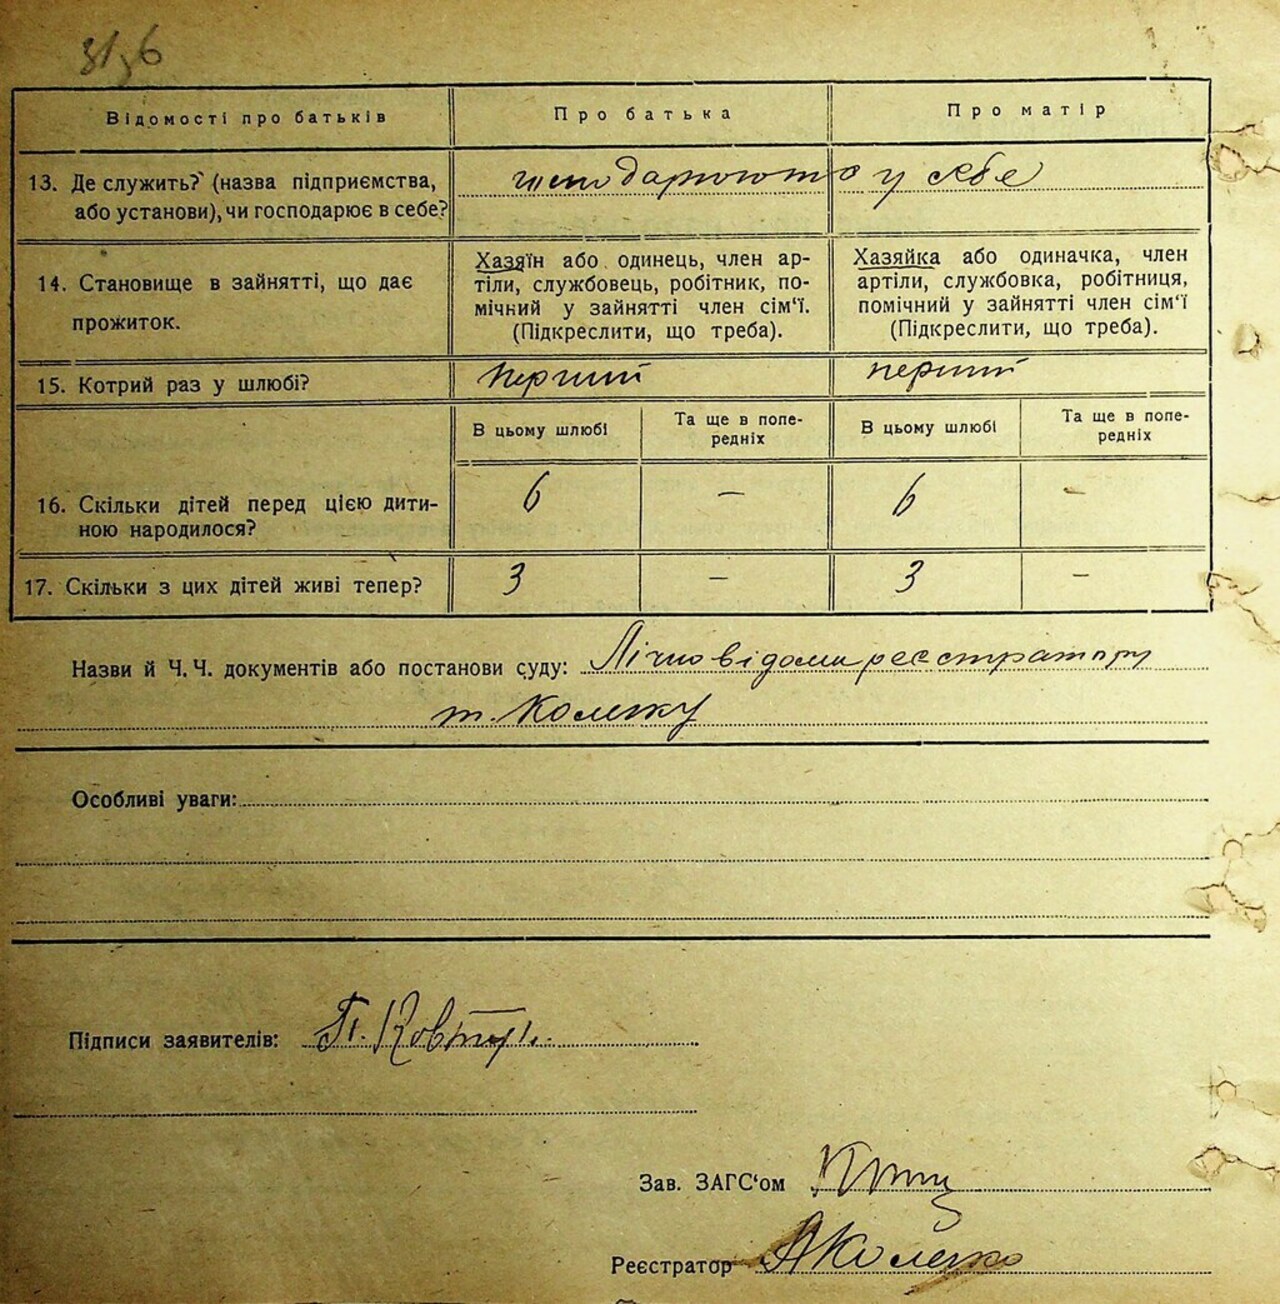 Відомості про батьків
Про батька
Про матір
13. Де служить? (назва підприємства,
або установи), чи господарює в себе?
господарюють у себе
14. Становище в зайнятті, що дає
прожиток.
Хазяїн або одинець, член ар-
тіли, службовець, робітник, по-
мічний у зайнятті член сім‘ї.
(Підкреслити, що треба).
Хазяйка або одиначка, член
артіли, службовка, робітниця,
помічний у зайнятті член сім‘ї
(Підкреслити, що треба).
15. Котрий раз у шлюбі?
перший
перший
В цьому шлюбі
Та ще в попе-
редніх
В цьому шлюбі
Та ще в попе-
редніх
16. Скільки дітей перед цією дити-
ною народилося?
6
—
6
—
17. Скільки з цих дітей живі тепер?
3
—
3
—
Назви й Ч.Ч. документів або постанови суду: Лічно відоми реєстратору
т.
Особливі уваги:
Підписи заявителів:
Зав. ЗАГС‘ом
Реєстратор